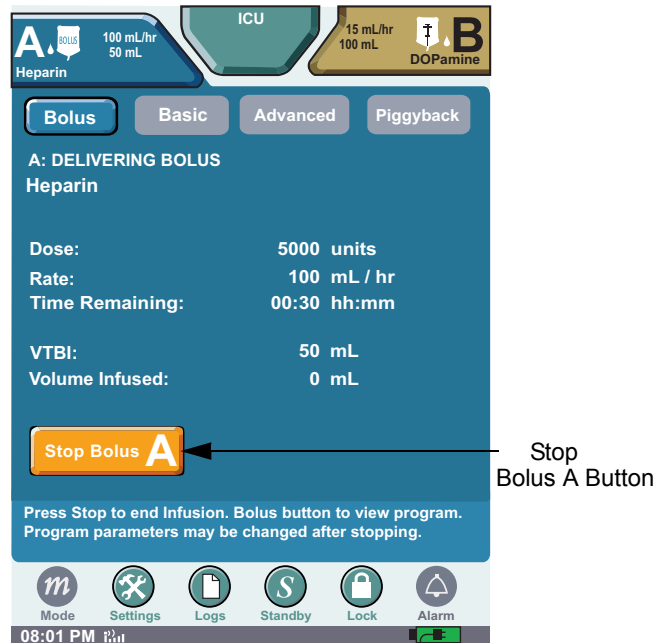 ICU
A BOLUS 100 mL/hr
50 mL
Heparin
15 mL/hr
100 mL
B
DOPamine
Bolus Basic Advanced Piggyback
A: DELIVERING BOLUS
Heparin
Dose: 5000 units
Rate: 100 mL / hr
Time Remaining: 00:30 hh:mm
VTBI: 50 mL
Volume Infused: 0 mL
Stop Bolus A
Stop
Bolus A Button
Press Stop to end Infusion. Bolus button to view program.
Program parameters may be changed after stopping.
m S
Mode Settings Logs Standby Lock Alarm
08:01 PM